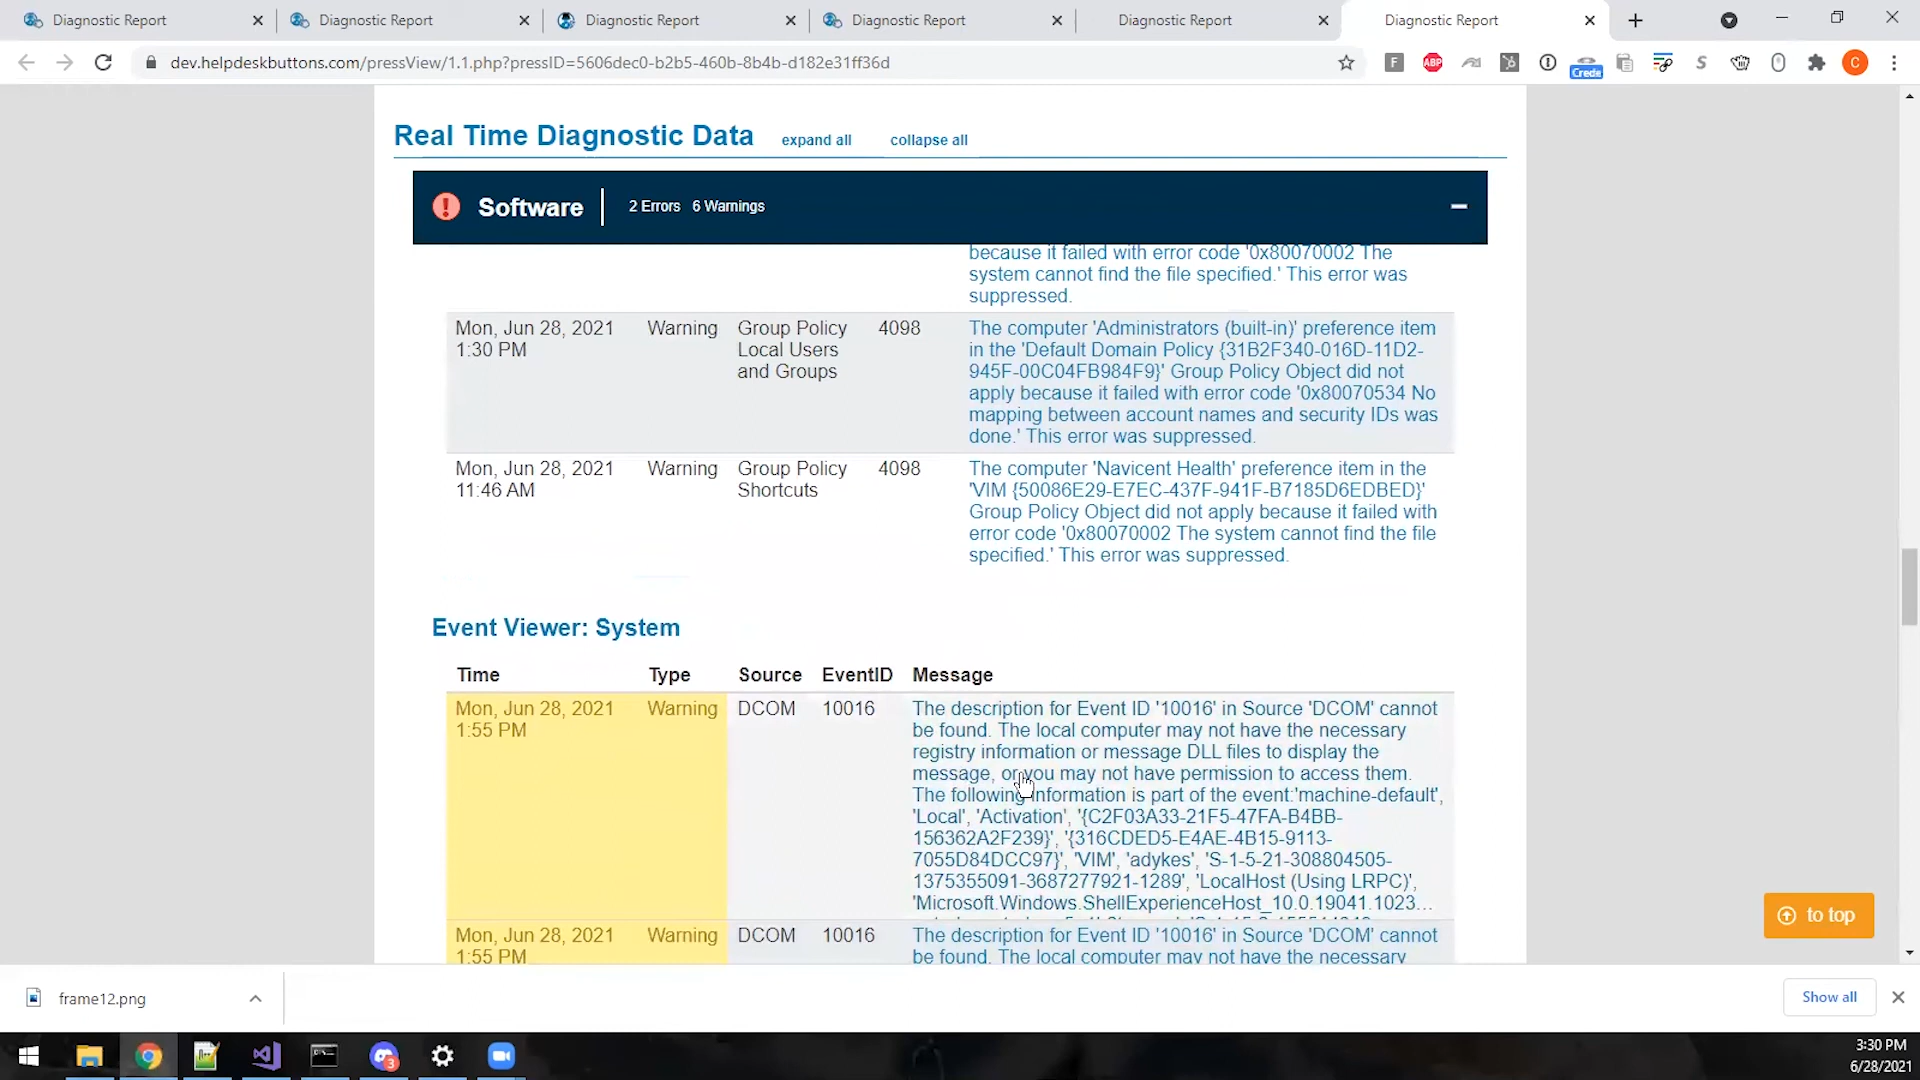 Diagnostic Report
Diagnostic Report
Diagnostic Report
Diagnostic Report
Diagnostic Report
Diagnostic Report
dev.helpdeskbuttons.com/pressView/1.1.php?pressID=5606dec0-b2b5-460b-8b4b-d182e31ff36d
F
ABP
S
Crede
C
Real Time Diagnostic Data expand all collapse all
Software 2 Errors 6 Warnings
because it failed with error code '0x80070002 The
system cannot find the file specified.' This error was
suppressed.
Mon, Jun 28, 2021 Warning Group Policy 4098 The computer 'Administrators (built-in)' preference item
1:30 PM Local Users in the 'Default Domain Policy {31B2F340-016D-11D2-
and Groups 945F-00C04FB984F9}' Group Policy Object did not
apply because it failed with error code '0x80070534 No
mapping between account names and security IDs was
done.' This error was suppressed.
Mon, Jun 28, 2021 Warning Group Policy 4098 The computer 'Navicent Health' preference item in the
11:46 AM Shortcuts 'VIM {50086E29-E7EC-437F-941F-B7185D6EDBED}'
Group Policy Object did not apply because it failed with
error code '0x80070002 The system cannot find the file
specified.' This error was suppressed.
Event Viewer: System
Time Type Source EventID Message
Mon, Jun 28, 2021 Warning DCOM 10016 The description for Event ID '10016' in Source 'DCOM' cannot
1:55 PM be found. The local computer may not have the necessary
registry information or message DLL files to display the
message, or you may not have permission to access them.
The following information is part of the event:'machine-default',
'Local', 'Activation', '{C2F03A33-21F5-47FA-B4BB-
156362A2F239}', '{316CDED5-E4AE-4B15-9113-
7055D84DCC97}', 'VIM', 'adykes', 'S-1-5-21-308804505-
1375355091-3687277921-1289', 'LocalHost (Using LRPC)',
'Microsoft.Windows.ShellExperienceHost_10.0.19041.1023...
Mon, Jun 28, 2021 Warning DCOM 10016 The description for Event ID '10016' in Source 'DCOM' cannot
1:55 PM be found. The local computer may not have the necessary
to top
frame12.png
Show all
3
3:30 PM
6/28/2021